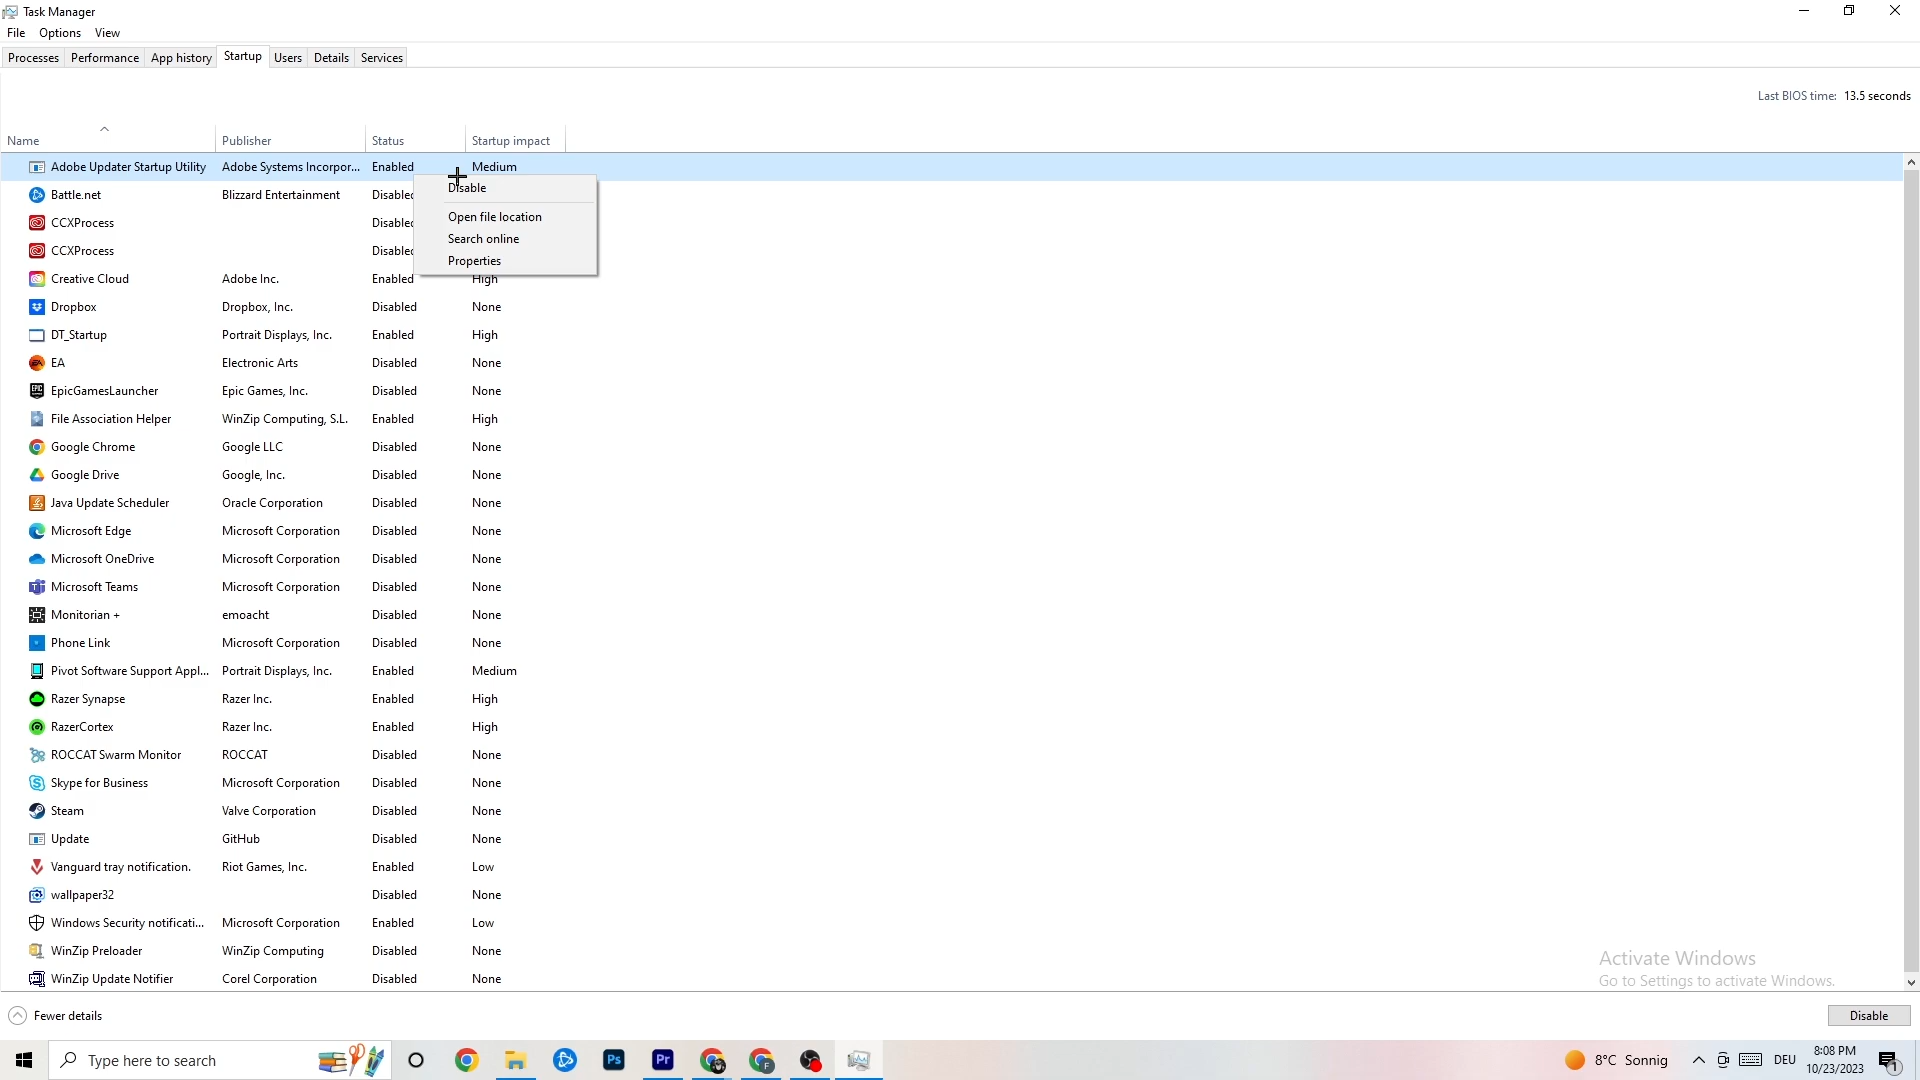 Task Manager
File Options View
Processes Performance App history Startup Users Details Services
Last BIOS time: 13.5 seconds
Name Publisher Status Startup impact
Adobe Updater Startup Utility Adobe Systems Incorpor... Enabled Medium
Battle.net Blizzard Entertainment Disabled
CCXProcess Disabled
CCXProcess Disabled
Disable
Open file location
Search online
Properties
Creative Cloud Adobe Inc. Enabled High
Dropbox Dropbox, Inc. Disabled None
DT_Startup Portrait Displays, Inc. Enabled High
EA Electronic Arts Disabled None
EpicGamesLauncher Epic Games, Inc. Disabled None
File Association Helper WinZip Computing, S.L. Enabled High
Google Chrome Google LLC Disabled None
Google Drive Google, Inc. Disabled None
Java Update Scheduler Oracle Corporation Disabled None
Microsoft Edge Microsoft Corporation Disabled None
Microsoft OneDrive Microsoft Corporation Disabled None
Microsoft Teams Microsoft Corporation Disabled None
Monitorian + emoacht Disabled None
Phone Link Microsoft Corporation Disabled None
Pivot Software Support Appl... Portrait Displays, Inc. Enabled Medium
Razer Synapse Razer Inc. Enabled High
RazerCortex Razer Inc. Enabled High
ROCCAT Swarm Monitor ROCCAT Disabled None
Skype for Business Microsoft Corporation Disabled None
Steam Valve Corporation Disabled None
Update GitHub Disabled None
Vanguard tray notification. Riot Games, Inc. Enabled Low
wallpaper32 Disabled None
Windows Security notificati... Microsoft Corporation Enabled Low
WinZip Preloader WinZip Computing Disabled None
WinZip Update Notifier Corel Corporation Disabled None
Activate Windows
Go to Settings to activate Windows.
Fewer details Disable
Type here to search Ps Pr F 8°C Sonnig DEU 8:08 PM
10/23/2023 1